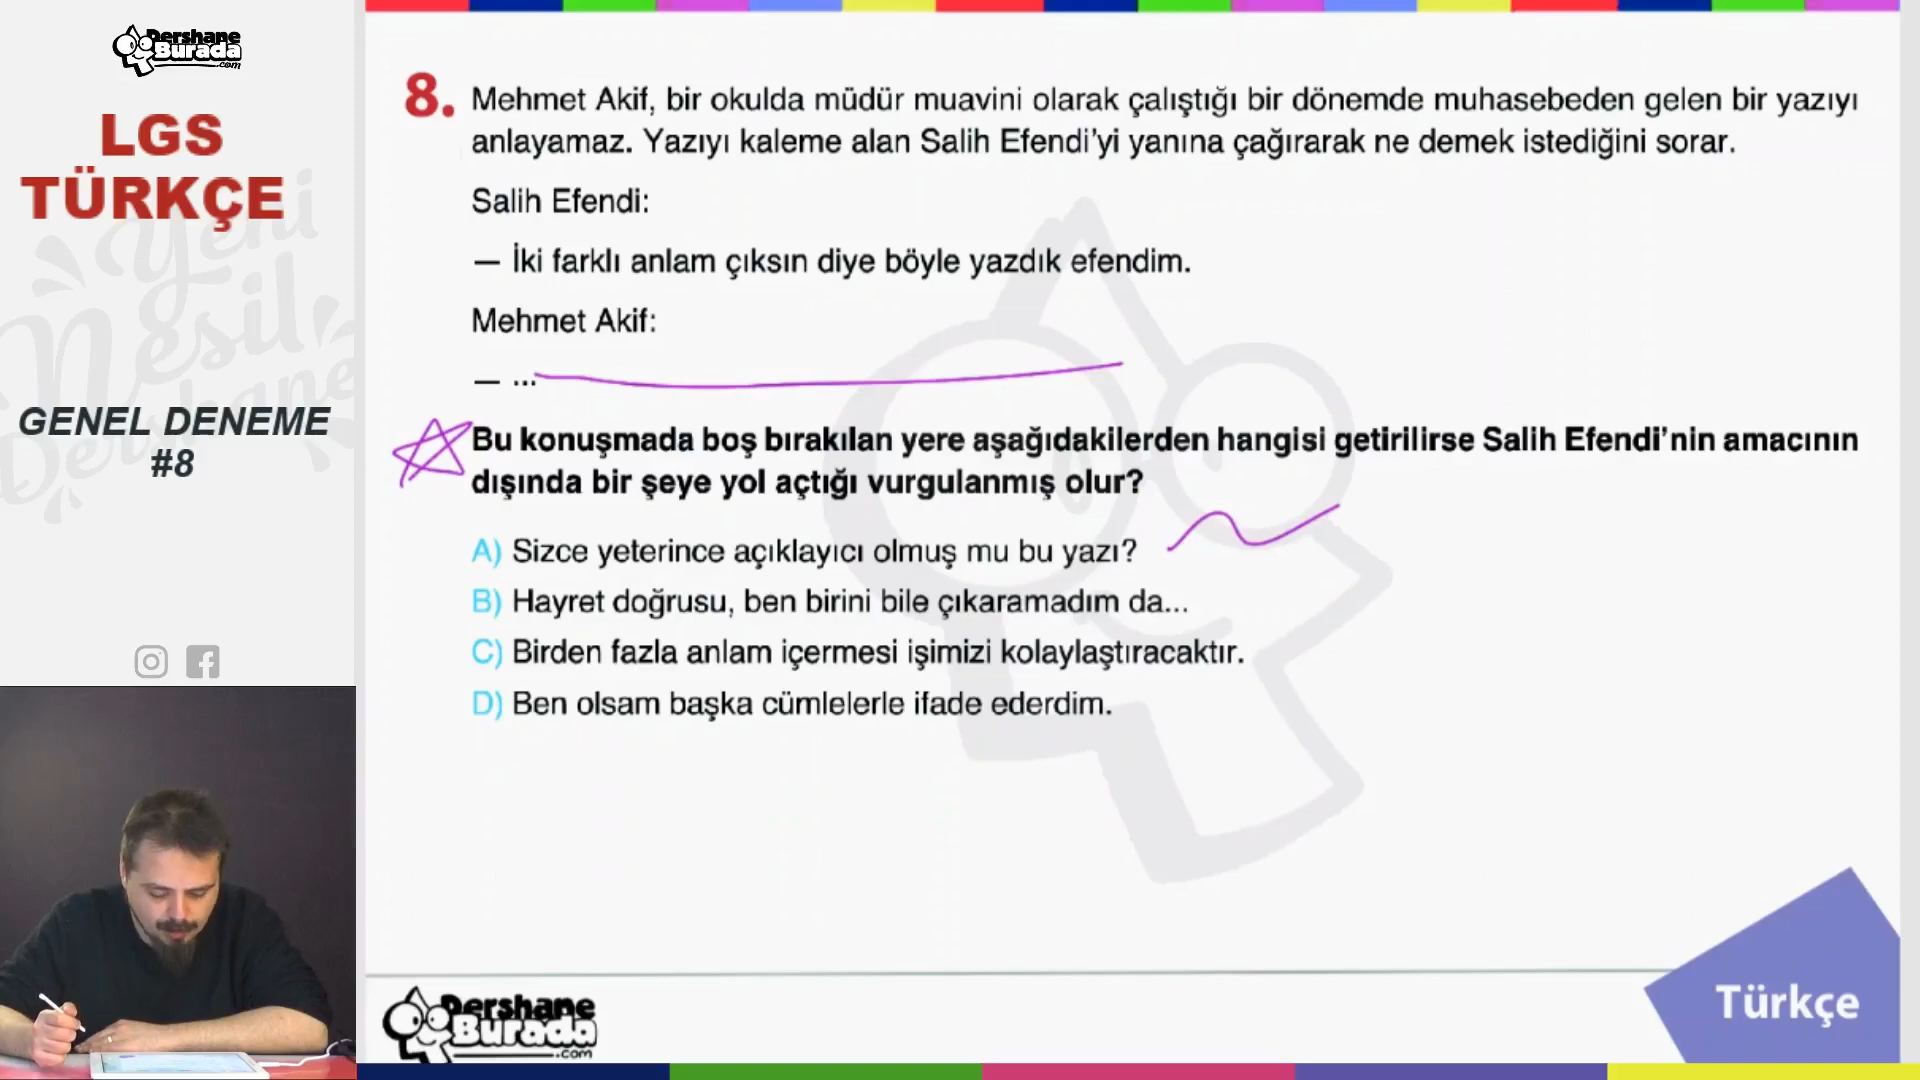 Dershane
Burada
.com
LGS
TÜRKÇE
Yeni
Nesil
Dershane
GENEL DENEME
#8
8. Mehmet Akif, bir okulda müdür muavini olarak çalıştığı bir dönemde muhasebeden gelen bir yazıyı
anlayamaz. Yazıyı kaleme alan Salih Efendi'yi yanına çağırarak ne demek istediğini sorar.
Salih Efendi:
— İki farklı anlam çıksın diye böyle yazdık efendim.
Mehmet Akif:
— ...
Bu konuşmada boş bırakılan yere aşağıdakilerden hangisi getirilirse Salih Efendi'nin amacının
dışında bir şeye yol açtığı vurgulanmış olur?
A) Sizce yeterince açıklayıcı olmuş mu bu yazı?
B) Hayret doğrusu, ben birini bile çıkaramadım da...
C) Birden fazla anlam içermesi işimizi kolaylaştıracaktır.
D) Ben olsam başka cümlelerle ifade ederdim.
Dershane
Burada
.com
Türkçe